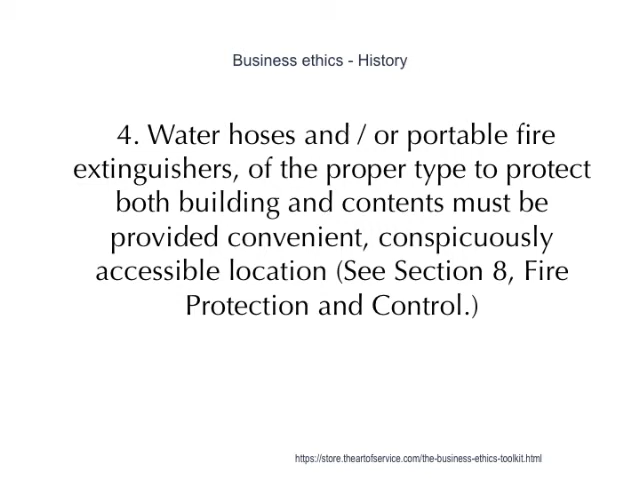 Business ethics - History
4. Water hoses and / or portable fire
extinguishers, of the proper type to protect
both building and contents must be
provided convenient, conspicuously
accessible location (See Section 8, Fire
Protection and Control.)
https://store.theartofservice.com/the-business-ethics-toolkit.html